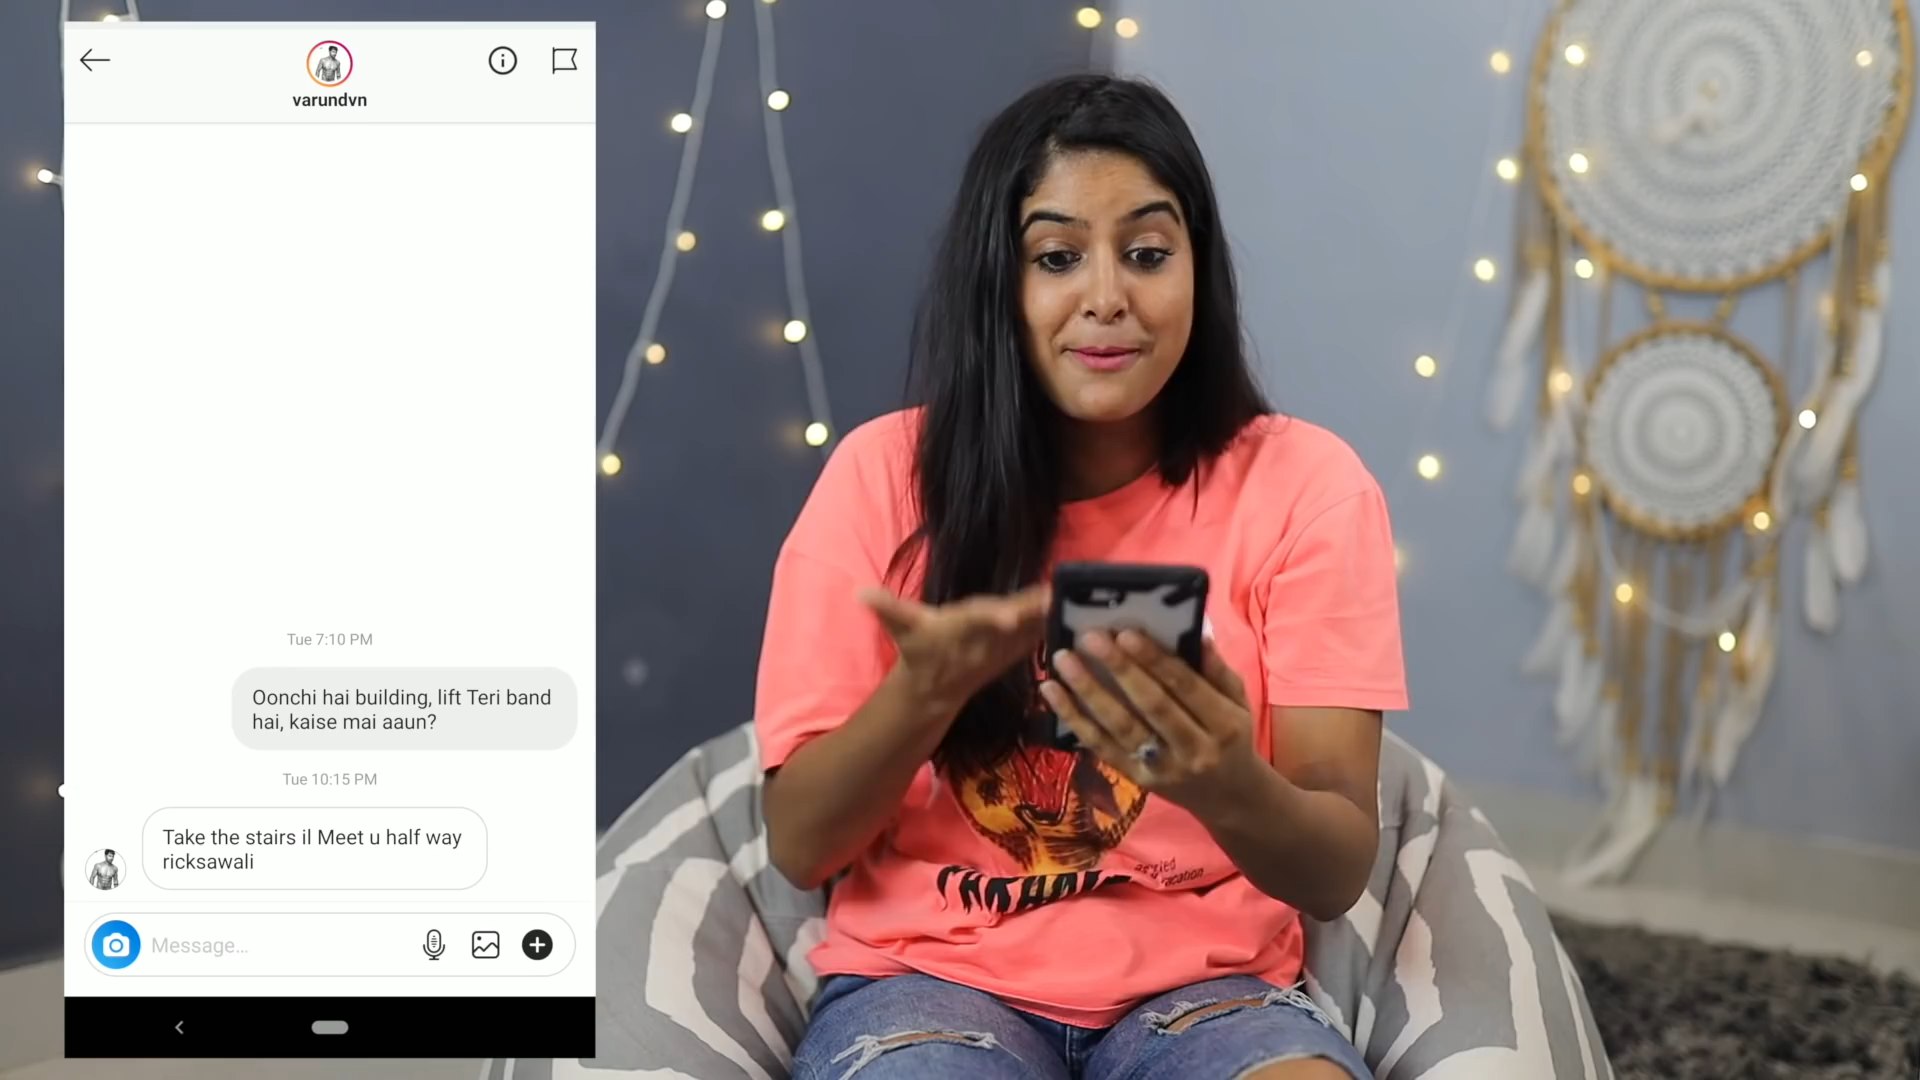 varundvn
Tue 7:10 PM
Oonchi hai building, lift Teri band
hai, kaise mai aaun?
Tue 10:15 PM
Take the stairs il Meet u half way
ricksawali
Message...